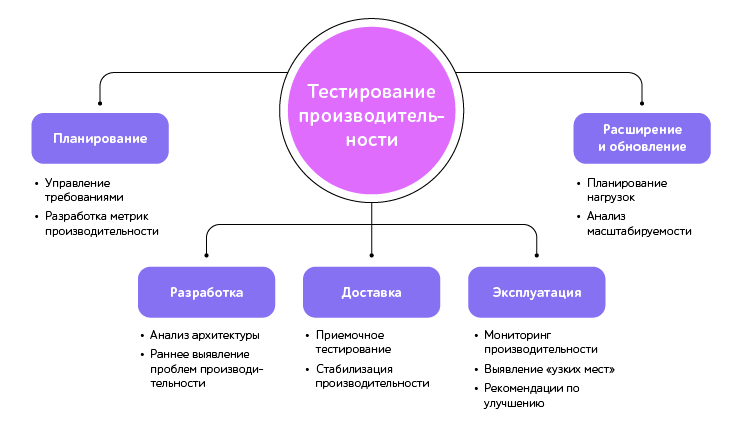 Тестирование
производитель-
ности
Планирование
• Управление
требованиями
• Разработка метрик
производительности
Расширение
и обновление
• Планирование
нагрузок
• Анализ
масштабируемости
Разработка
• Анализ архитектуры
• Раннее выявление
проблем производи-
тельности
Доставка
• Приемочное
тестирование
• Стабилизация
производительности
Эксплуатация
• Мониторинг
производительности
• Выявление «узких мест»
• Рекомендации по
улучшению